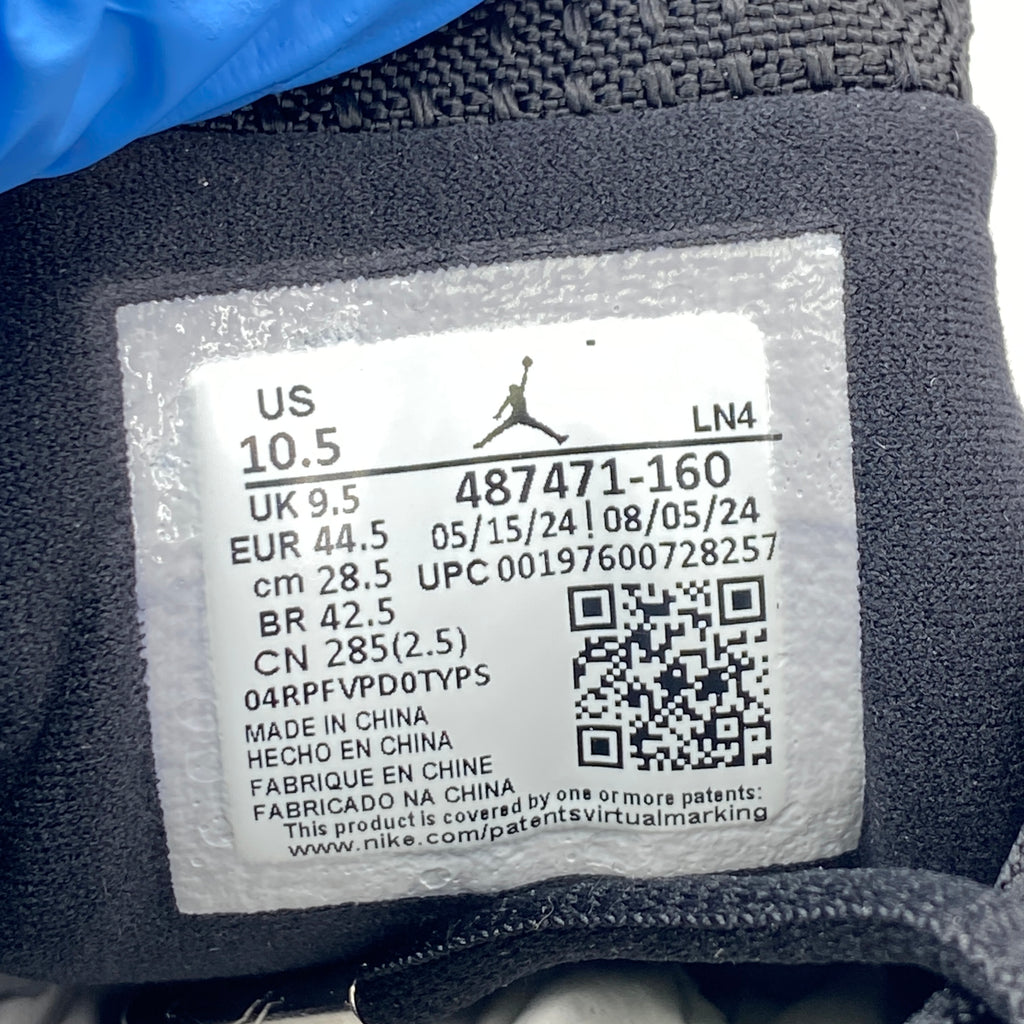 US
10.5
LN4
UK 9.5
EUR 44.5
cm 28.5
BR 42.5
CN 285(2.5)
04RPFVPD0TYPS
487471-160
05/15/24 | 08/05/24
UPC 00197600728257
MADE IN CHINA
HECHO EN CHINA
FABRIQUE EN CHINE
FABRICADO NA CHINA
This product is covered by one or more patents:
www.nike.com/patentsvirtualmarking